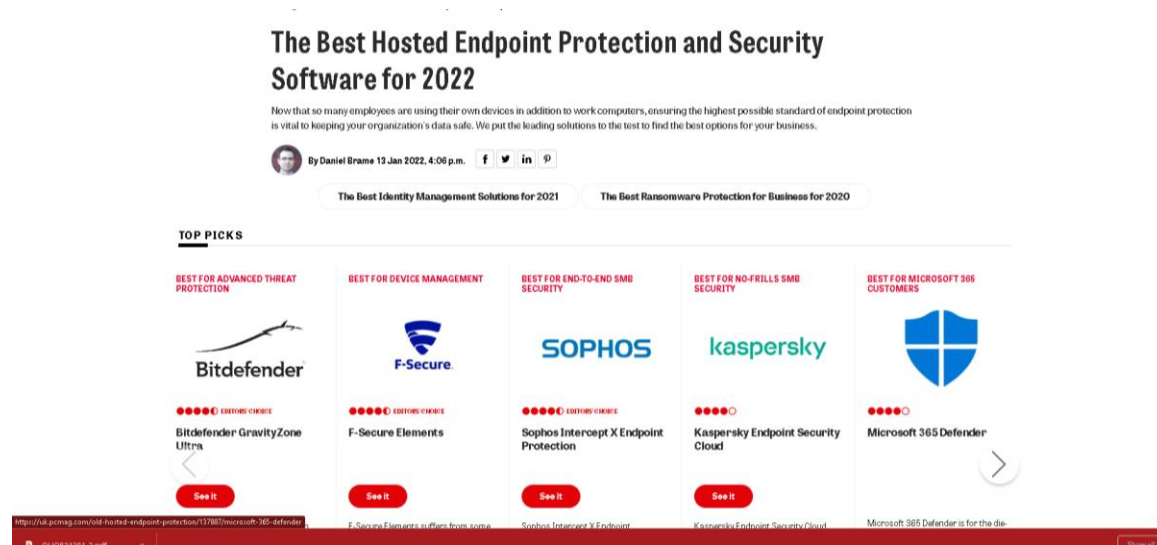 The Best Hosted Endpoint Protection and Security
Software for 2022
Now that so many employees are using their own devices in addition to work computers, ensuring the highest possible standard of endpoint protection
is vital to keeping your organization's data safe. We put the leading solutions to the test to find the best options for your business.
By Daniel Brame 13 Jan 2022, 4:06 p.m.
The Best Identity Management Solutions for 2021
The Best Ransomware Protection for Business for 2020
TOP PICKS
BEST FOR ADVANCED THREAT
PROTECTION
Bitdefender
EDITORS' CHOICE
Bitdefender GravityZone
Ultra
See it
BEST FOR DEVICE MANAGEMENT
F-Secure.
EDITORS' CHOICE
F-Secure Elements
See it
F-Secure Elements suffers from some
BEST FOR END-TO-END SMB
SECURITY
SOPHOS
EDITORS' CHOICE
Sophos Intercept X Endpoint
Protection
See it
Sophos Intercept X Endpoint
BEST FOR NO-FRILLS SMB
SECURITY
kaspersky
Kaspersky Endpoint Security
Cloud
See it
Kaspersky Endpoint Security Cloud
BEST FOR MICROSOFT 365
CUSTOMERS
Microsoft 365 Defender
Microsoft 365 Defender is for the die-
https://uk.pcmag.com/old-hosted-endpoint-protection/137887/microsoft-365-defender